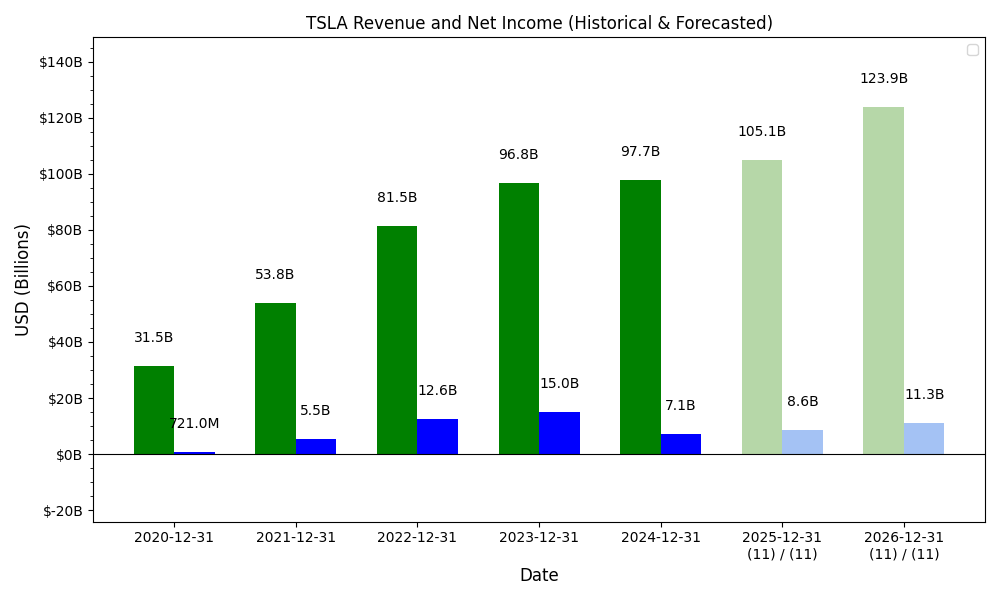 TSLA Revenue and Net Income (Historical & Forecasted)
USD (Billions)
$140B
$120B
$100B
$80B
$60B
$40B
$20B
$0B
$-20B
31.5B
721.0M
53.8B
5.5B
81.5B
12.6B
96.8B
15.0B
97.7B
7.1B
105.1B
8.6B
123.9B
11.3B
2020-12-31
2021-12-31
2022-12-31
2023-12-31
2024-12-31
2025-12-31
(11) / (11)
2026-12-31
(11) / (11)
Date